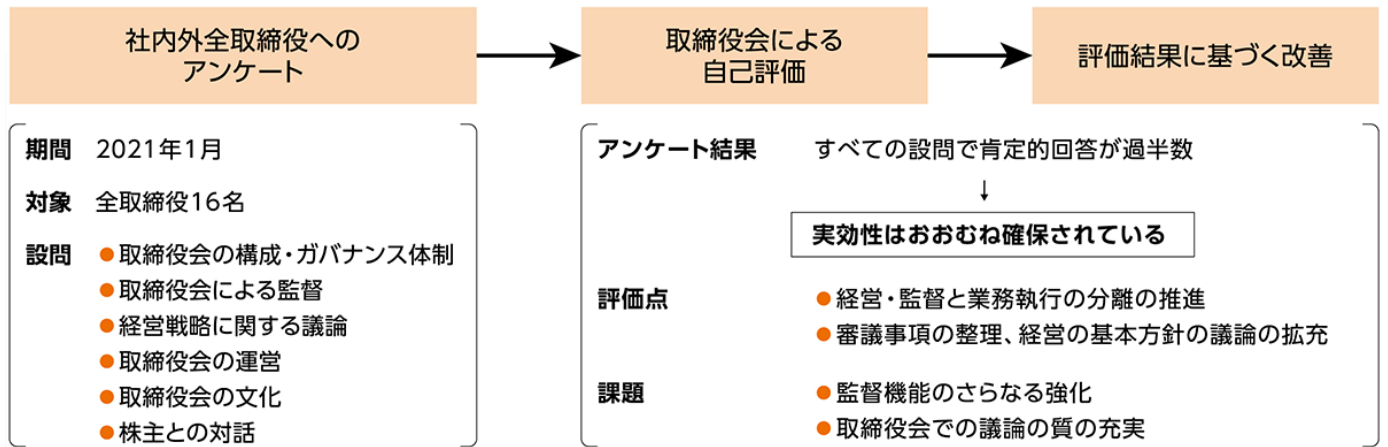 社内外全取締役への
アンケート
取締役会による
自己評価
評価結果に基づく改善
期間 2021年1月
対象 全取締役16名
設問 ●取締役会の構成・ガバナンス体制
●取締役会による監督
●経営戦略に関する議論
●取締役会の運営
●取締役会の文化
●株主との対話
アンケート結果 すべての設問で肯定的回答が過半数
↓
実効性はおおむね確保されている
評価点 ●経営・監督と業務執行の分離の推進
●審議事項の整理、経営の基本方針の議論の拡充
課題 ●監督機能のさらなる強化
●取締役会での議論の質の充実